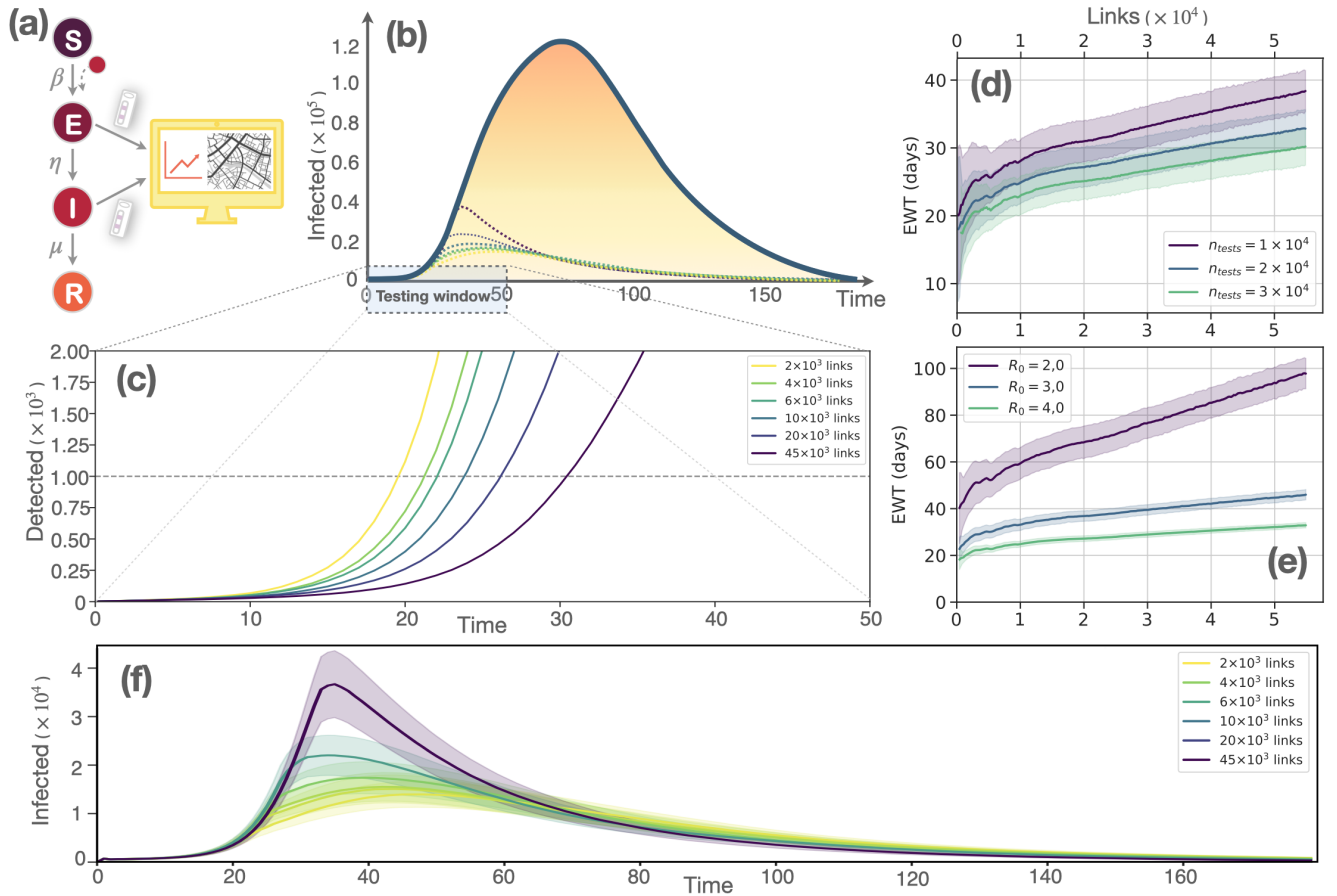 (a)
S
β
E
η
I
μ
R
(b)
Infected (× 10⁵)
1.2
1.0
0.8
0.6
0.4
0.2
0
0
50
100
150
Time
Testing window
(c)
Detected (× 10³)
2.00
1.75
1.50
1.25
1.00
0.75
0.50
0.25
0
10
20
30
40
50
Time
2×10³ links
4×10³ links
6×10³ links
10×10³ links
20×10³ links
45×10³ links
Links (× 10⁴)
0 1 2 3 4 5
(d)
EWT (days)
40
30
20
10
n_tests = 1 × 10⁴
n_tests = 2 × 10⁴
n_tests = 3 × 10⁴
0 1 2 3 4 5
(e)
EWT (days)
100
80
60
40
20
0
R₀ = 2,0
R₀ = 3,0
R₀ = 4,0
0 1 2 3 4 5
(f)
Infected (× 10⁴)
4
3
2
1
0
0 20 40 60 80 100 120 140 160
Time
2×10³ links
4×10³ links
6×10³ links
10×10³ links
20×10³ links
45×10³ links